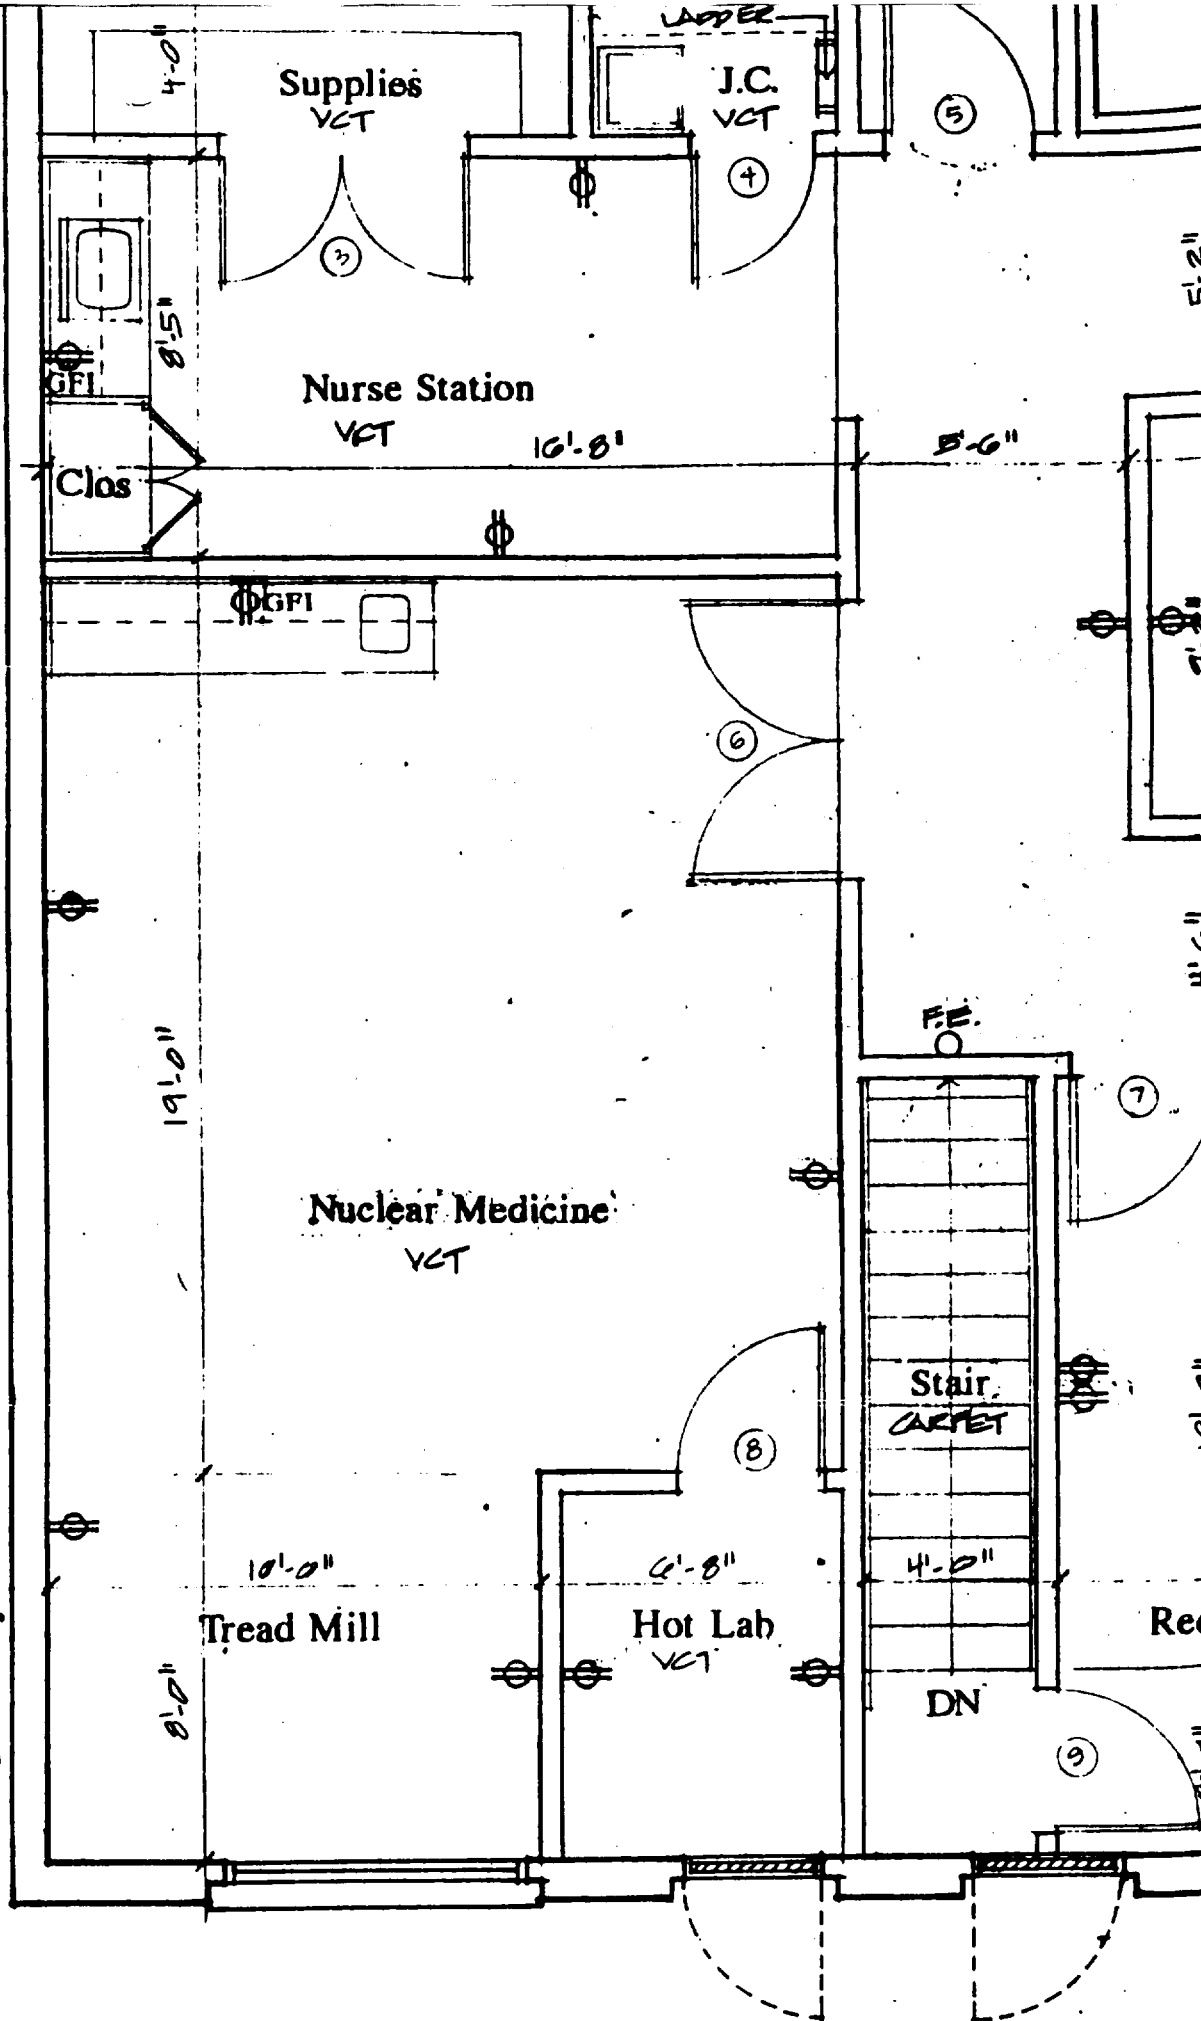 LADDER
4'-0"
Supplies
VCT
J.C.
VCT
5
4
3
5'-2"
8'-5"
GFI
Nurse Station
VCT
16'-8"
5'-6"
Clos
GFI
6
F.E.
7
19'-0"
Nuclear Medicine
VCT
Stair
CARPET
8
10'-0"
6'-8"
4'-0"
Tread Mill
Hot Lab
VCT
8'-0"
DN
9